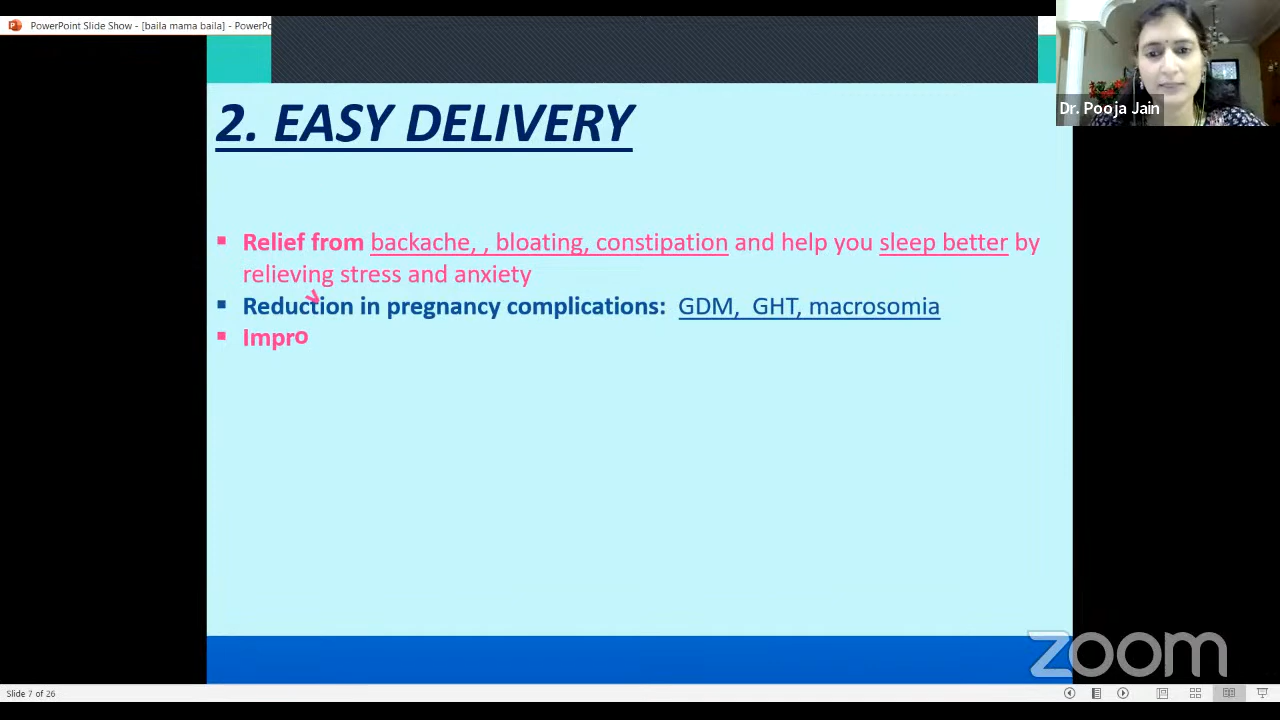 PowerPoint Slide Show - [baila mama baila] - PowerPo
Dr. Pooja Jain
2. EASY DELIVERY
▪ Relief from backache, , bloating, constipation and help you sleep better by
relieving stress and anxiety
▪ Reduction in pregnancy complications: GDM, GHT, macrosomia
▪ Impro
zoom
Slide 7 of 26